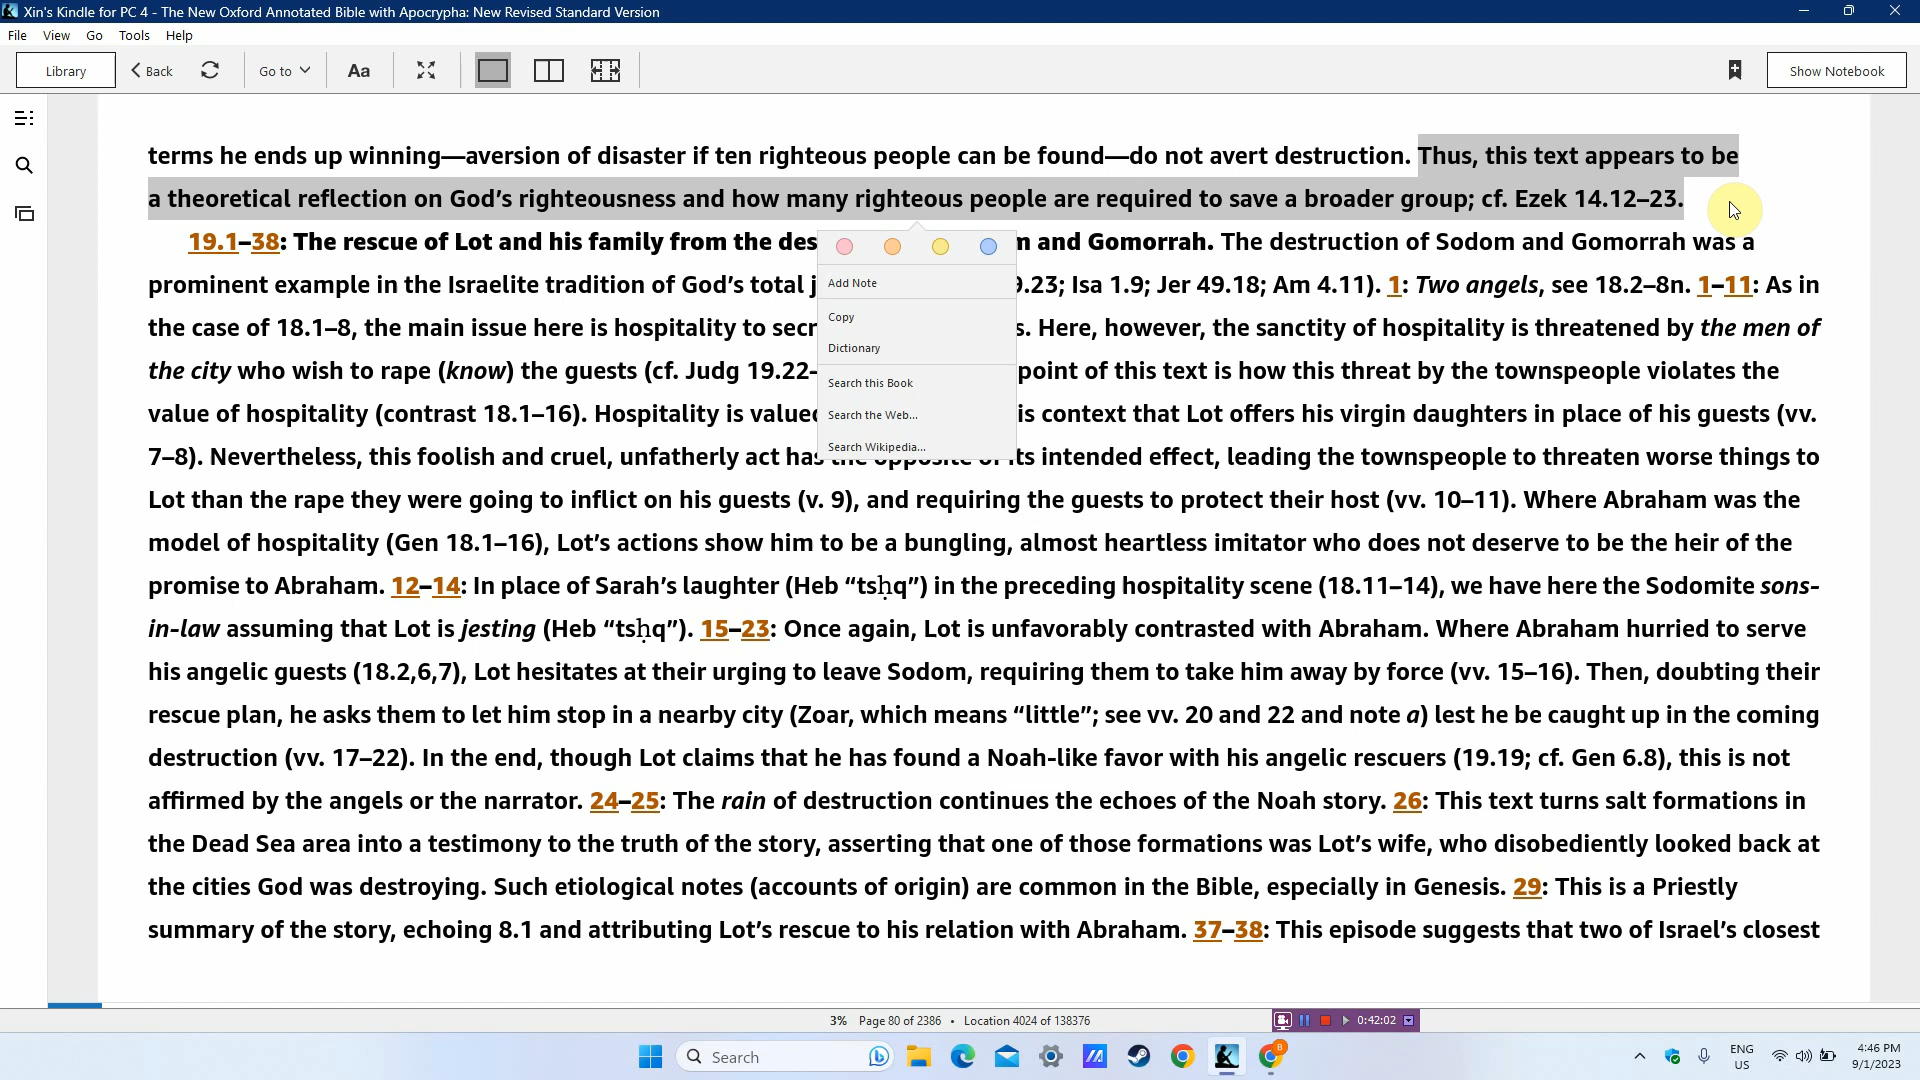 Xin's Kindle for PC 4 - The New Oxford Annotated Bible with Apocrypha: New Revised Standard Version
File View Go Tools Help
Library Back Go to Aa Show Notebook
terms he ends up winning—aversion of disaster if ten righteous people can be found—do not avert destruction. Thus, this text appears to be
a theoretical reflection on God's righteousness and how many righteous people are required to save a broader group; cf. Ezek 14.12–23.
19.1–38: The rescue of Lot and his family from the des m and Gomorrah. The destruction of Sodom and Gomorrah was a
prominent example in the Israelite tradition of God's total j 9.23; Isa 1.9; Jer 49.18; Am 4.11). 1: Two angels, see 18.2–8n. 1–11: As in
the case of 18.1–8, the main issue here is hospitality to secr s. Here, however, the sanctity of hospitality is threatened by the men of
the city who wish to rape (know) the guests (cf. Judg 19.22– point of this text is how this threat by the townspeople violates the
value of hospitality (contrast 18.1–16). Hospitality is valued is context that Lot offers his virgin daughters in place of his guests (vv.
7–8). Nevertheless, this foolish and cruel, unfatherly act has the opposite of its intended effect, leading the townspeople to threaten worse things to
Lot than the rape they were going to inflict on his guests (v. 9), and requiring the guests to protect their host (vv. 10–11). Where Abraham was the
model of hospitality (Gen 18.1–16), Lot's actions show him to be a bungling, almost heartless imitator who does not deserve to be the heir of the
promise to Abraham. 12–14: In place of Sarah's laughter (Heb “tsḥq”) in the preceding hospitality scene (18.11–14), we have here the Sodomite sons-
in-law assuming that Lot is jesting (Heb “tsḥq”). 15–23: Once again, Lot is unfavorably contrasted with Abraham. Where Abraham hurried to serve
his angelic guests (18.2,6,7), Lot hesitates at their urging to leave Sodom, requiring them to take him away by force (vv. 15–16). Then, doubting their
rescue plan, he asks them to let him stop in a nearby city (Zoar, which means “little”; see vv. 20 and 22 and note a) lest he be caught up in the coming
destruction (vv. 17–22). In the end, though Lot claims that he has found a Noah-like favor with his angelic rescuers (19.19; cf. Gen 6.8), this is not
affirmed by the angels or the narrator. 24–25: The rain of destruction continues the echoes of the Noah story. 26: This text turns salt formations in
the Dead Sea area into a testimony to the truth of the story, asserting that one of those formations was Lot's wife, who disobediently looked back at
the cities God was destroying. Such etiological notes (accounts of origin) are common in the Bible, especially in Genesis. 29: This is a Priestly
summary of the story, echoing 8.1 and attributing Lot's rescue to his relation with Abraham. 37–38: This episode suggests that two of Israel's closest
Add Note
Copy
Dictionary
Search this Book
Search the Web...
Search Wikipedia...
3% Page 80 of 2386 • Location 4024 of 138376
0:42:02
Search
ENG
US
4:46 PM
9/1/2023